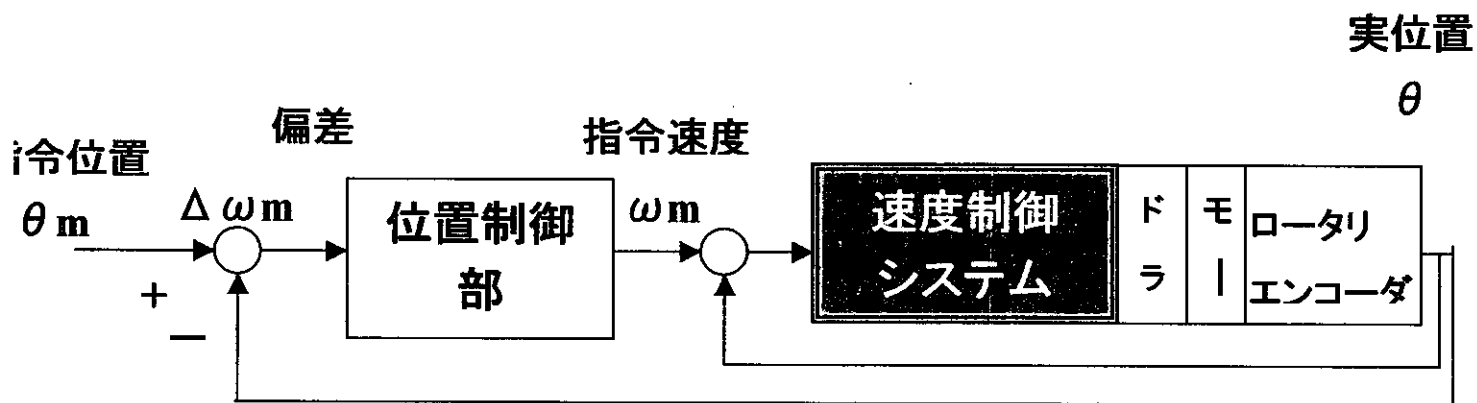 実位置
θ
偏差
指令速度
指令位置
θm
Δωm
位置制御
部
ωm
速度制御
システム
ド
ラ
モ
ー
ロータリ
エンコーダ
+
−